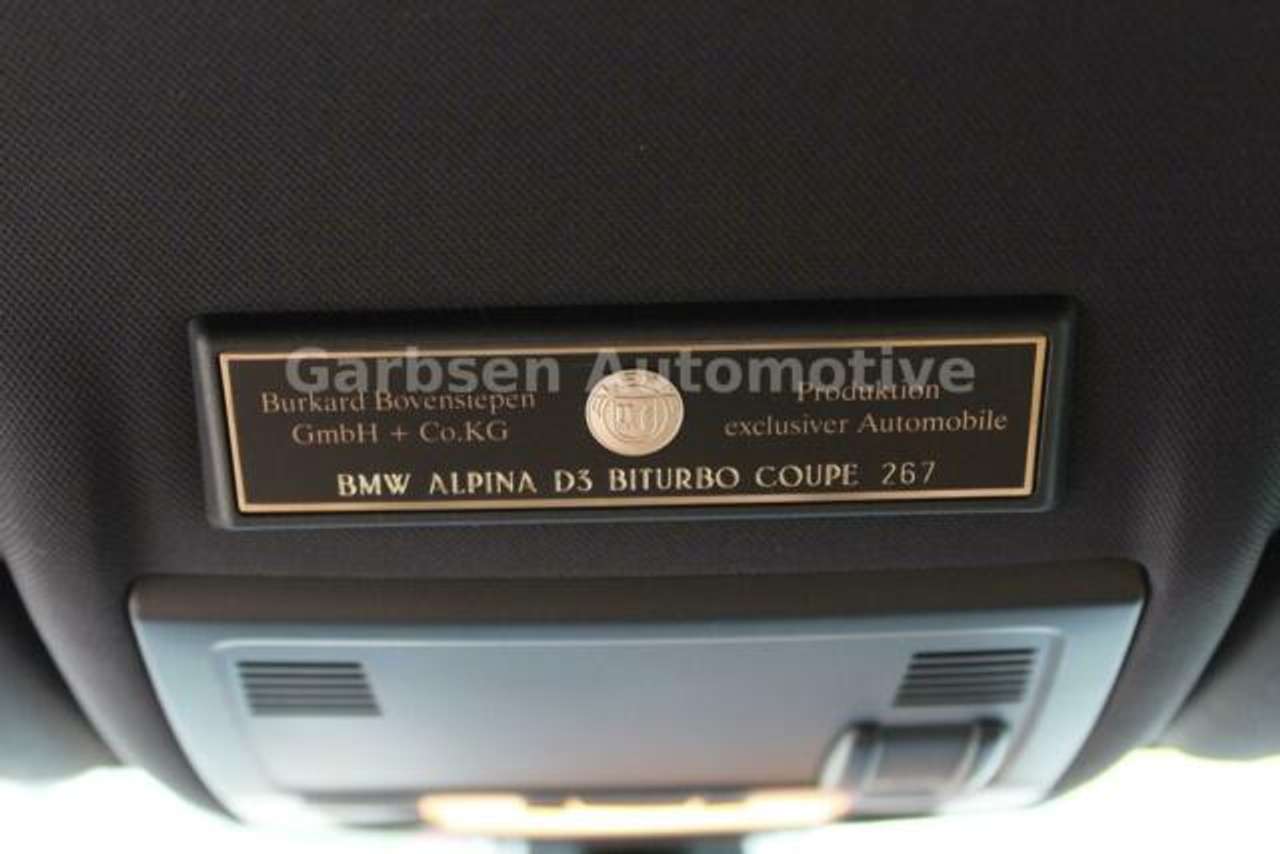 Garbsen Automotive
Burkard Bovensiepen
GmbH + Co.KG
Produktion
exclusiver Automobile
BMW ALPINA D3 BITURBO COUPE 267